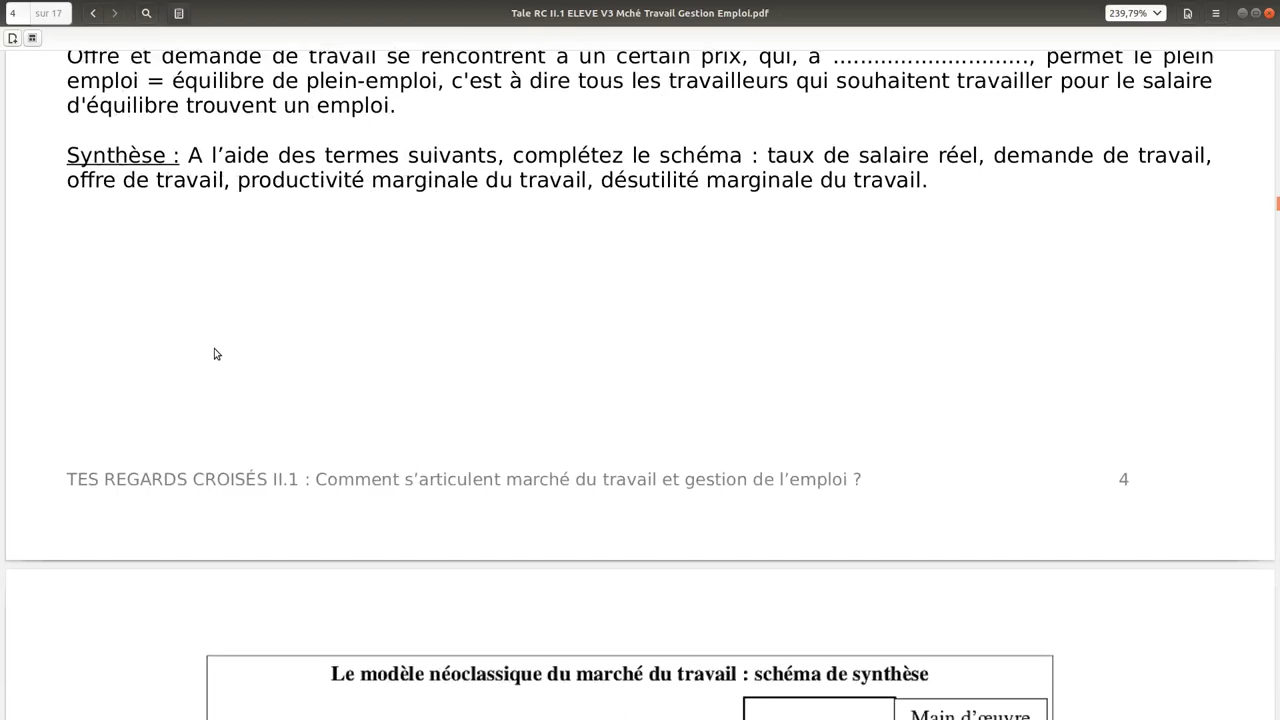 4 sur 17
Tale RC II.1 ELEVE V3 Mché Travail Gestion Emploi.pdf
239,79%
Offre et demande de travail se rencontrent à un certain prix, qui, à ............................, permet le plein
emploi = équilibre de plein-emploi, c'est à dire tous les travailleurs qui souhaitent travailler pour le salaire
d'équilibre trouvent un emploi.
Synthèse : A l’aide des termes suivants, complétez le schéma : taux de salaire réel, demande de travail,
offre de travail, productivité marginale du travail, désutilité marginale du travail.
TES REGARDS CROISÉS II.1 : Comment s’articulent marché du travail et gestion de l’emploi ?
4
Le modèle néoclassique du marché du travail : schéma de synthèse
Main d’œuvre